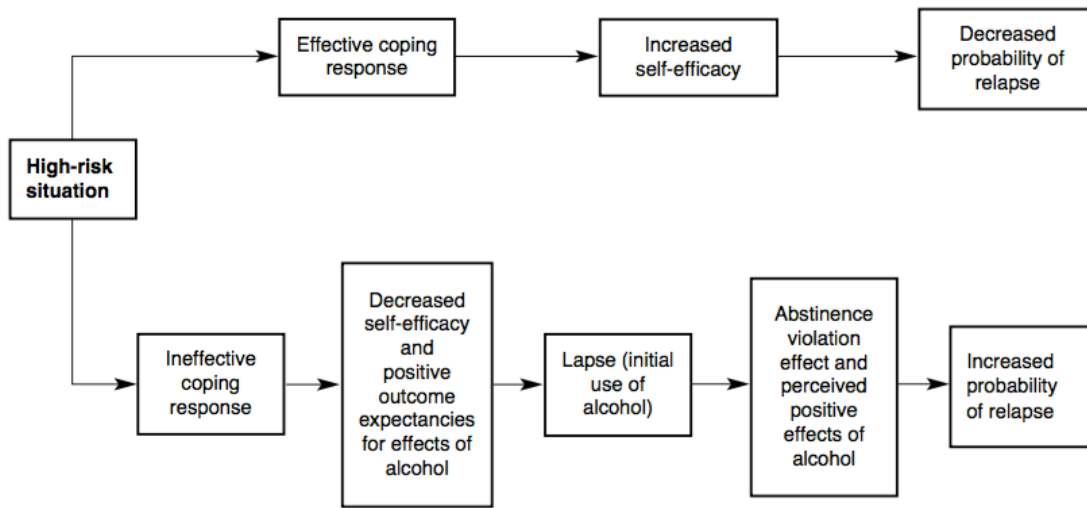 Effective coping
response
Increased
self-efficacy
Decreased
probability of
relapse
High-risk
situation
Ineffective
coping
response
Decreased
self-efficacy
and
positive
outcome
expectancies
for effects of
alcohol
Lapse (initial
use of
alcohol)
Abstinence
violation
effect and
perceived
positive
effects of
alcohol
Increased
probability
of relapse